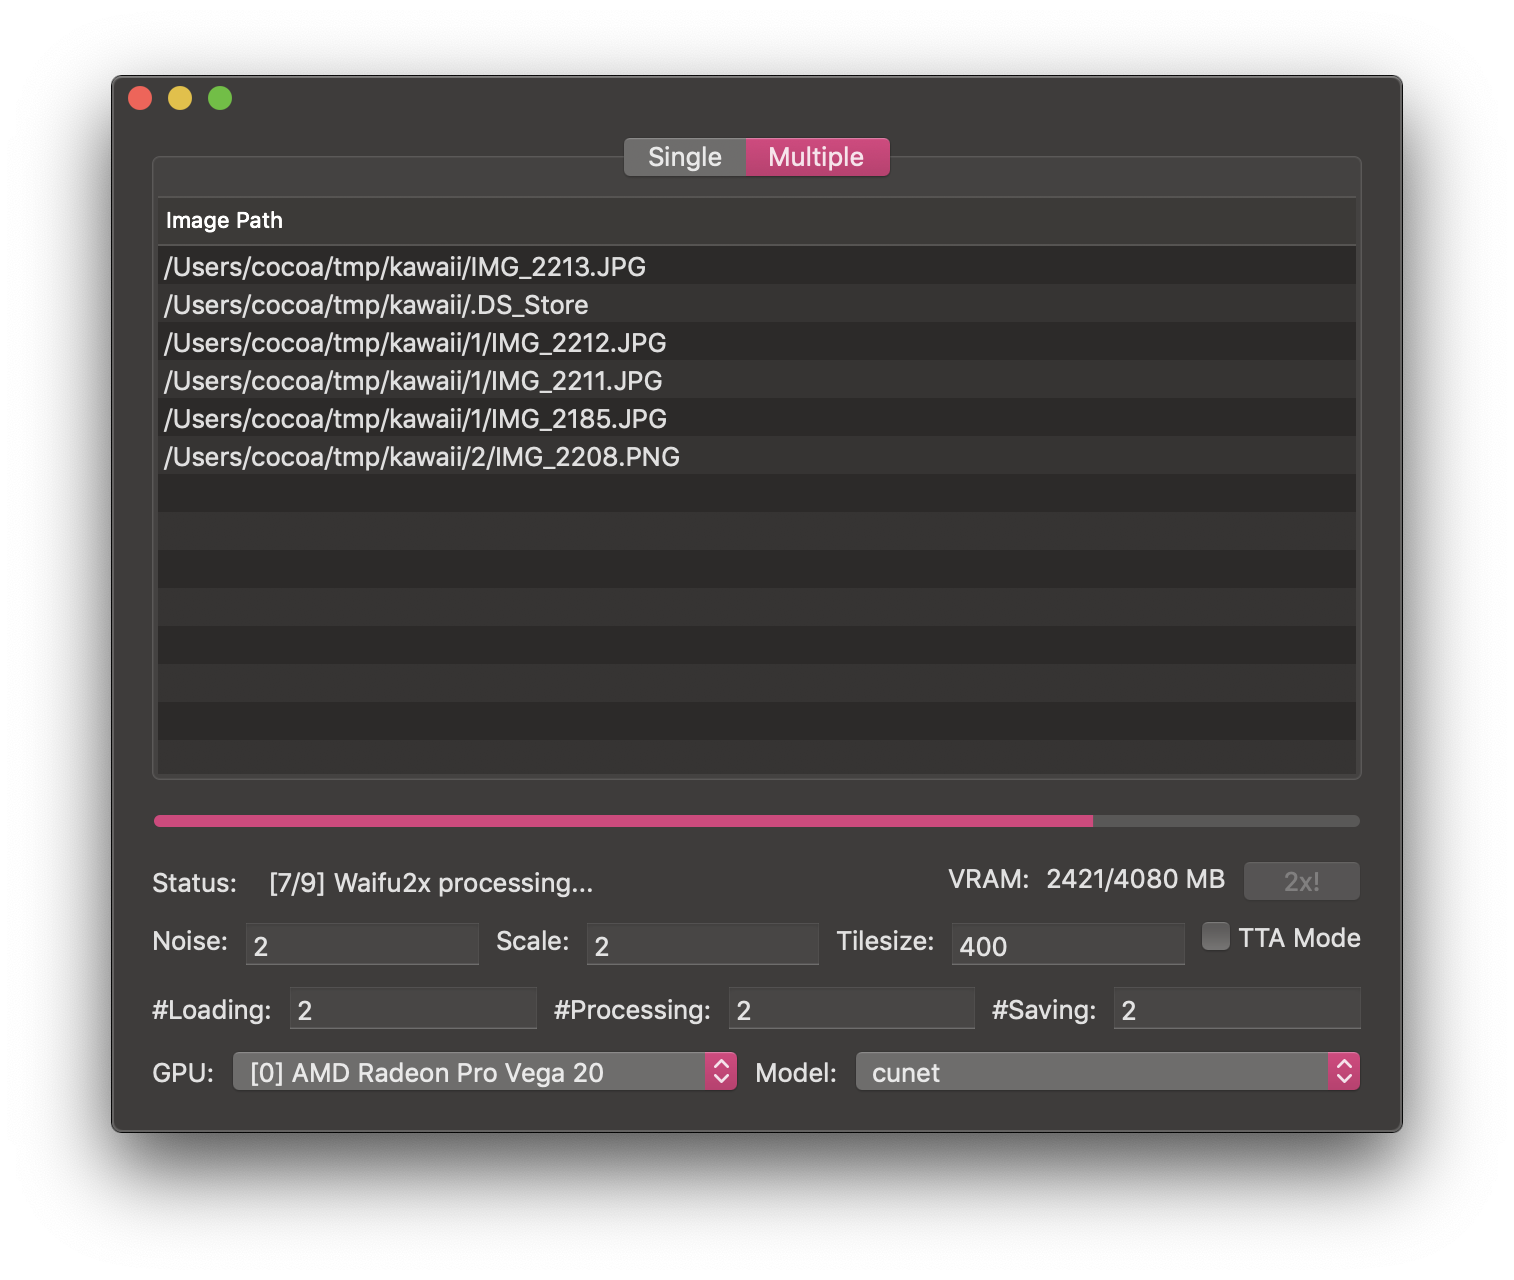 Single Multiple
Image Path
/Users/cocoa/tmp/kawaii/IMG_2213.JPG
/Users/cocoa/tmp/kawaii/.DS_Store
/Users/cocoa/tmp/kawaii/1/IMG_2212.JPG
/Users/cocoa/tmp/kawaii/1/IMG_2211.JPG
/Users/cocoa/tmp/kawaii/1/IMG_2185.JPG
/Users/cocoa/tmp/kawaii/2/IMG_2208.PNG
Status: [7/9] Waifu2x processing... VRAM: 2421/4080 MB 2x!
Noise: 2 Scale: 2 Tilesize: 400 TTA Mode
#Loading: 2 #Processing: 2 #Saving: 2
GPU: [0] AMD Radeon Pro Vega 20 Model: cunet